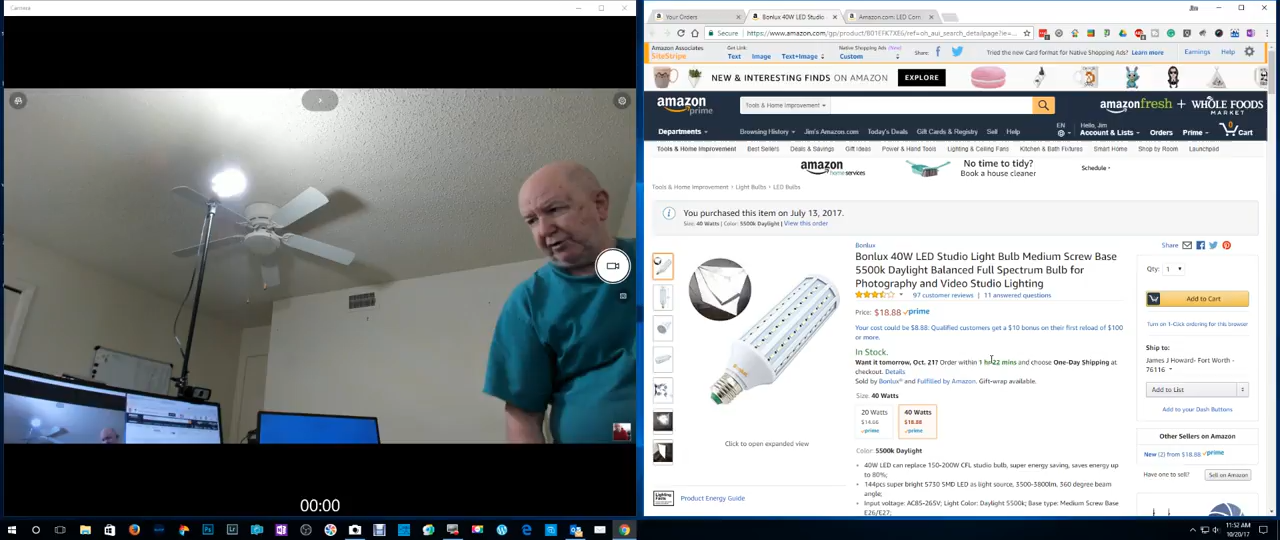 Camera
Jim
Your Orders
Bonlux 40W LED Studio
Amazon.com: LED Corn
Secure
Amazon Associates
SiteStripe
Get Link:
Text
Image
Text+Image
Native Shopping Ads (New)
Custom
Share:
Tried the new Card format for Native Shopping Ads? Learn more
Earnings
Help
NEW & INTERESTING FINDS ON AMAZON
EXPLORE
amazon
prime
Tools & Home Improvement
amazonfresh + WHOLE FOODS
MARKET
Departments
Browsing History
Jim's Amazon.com
Today's Deals
Gift Cards & Registry
Sell
Help
EN
Hello, Jim
Account & Lists
Orders
Prime
0
Cart
Tools & Home Improvement
Best Sellers
Deals & Savings
Gift Ideas
Power & Hand Tools
Lighting & Ceiling Fans
Kitchen & Bath Fixtures
Smart Home
Shop by Room
Launchpad
amazon
home services
No time to tidy?
Book a house cleaner
Schedule
Tools & Home Improvement › Light Bulbs › LED Bulbs
You purchased this item on July 13, 2017.
Size: 40 Watts | Color: 5500k Daylight | View this order
Bonlux
Bonlux 40W LED Studio Light Bulb Medium Screw Base
5500k Daylight Balanced Full Spectrum Bulb for
Photography and Video Studio Lighting
97 customer reviews | 11 answered questions
Price: $18.88 prime
Your cost could be $8.88: Qualified customers get a $10 bonus on their first reload of $100
or more.
In Stock.
Want it tomorrow, Oct. 21? Order within 1 hr 22 mins and choose One-Day Shipping at
checkout. Details
Sold by Bonlux® and Fulfilled by Amazon. Gift-wrap available.
Size: 40 Watts
20 Watts
$14.66
prime
40 Watts
$18.88
prime
Color: 5500k Daylight
• 40W LED can replace 150-200W CFL studio bulb, super energy saving, saves energy up
to 80%;
• 144pcs super bright 5730 SMD LED as light source, 3500-3800lm, 360 degree beam
angle;
• Input voltage: AC85-265V; Light Color: Daylight 5500k; Base type: Medium Screw Base
E26/E27;
Click to open expanded view
Product Energy Guide
Share
Qty: 1
Add to Cart
Turn on 1-Click ordering for this browser
Ship to:
James J Howard- Fort Worth -
76116
Add to List
Add to your Dash Buttons
Other Sellers on Amazon
New (2) from $18.88 prime
Have one to sell?
Sell on Amazon
00:00
11:52 AM
10/20/17